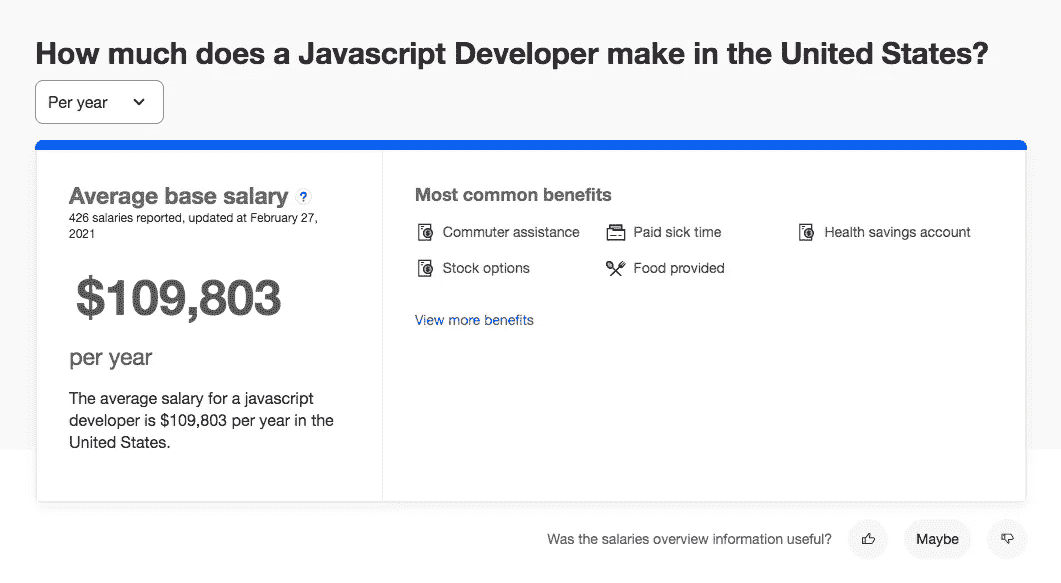 How much does a Javascript Developer make in the United States?
Per year
Average base salary ?
426 salaries reported, updated at February 27,
2021
$109,803
per year
The average salary for a javascript
developer is $109,803 per year in the
United States.
Most common benefits
Commuter assistance
Paid sick time
Health savings account
Stock options
Food provided
View more benefits
Was the salaries overview information useful?
Maybe